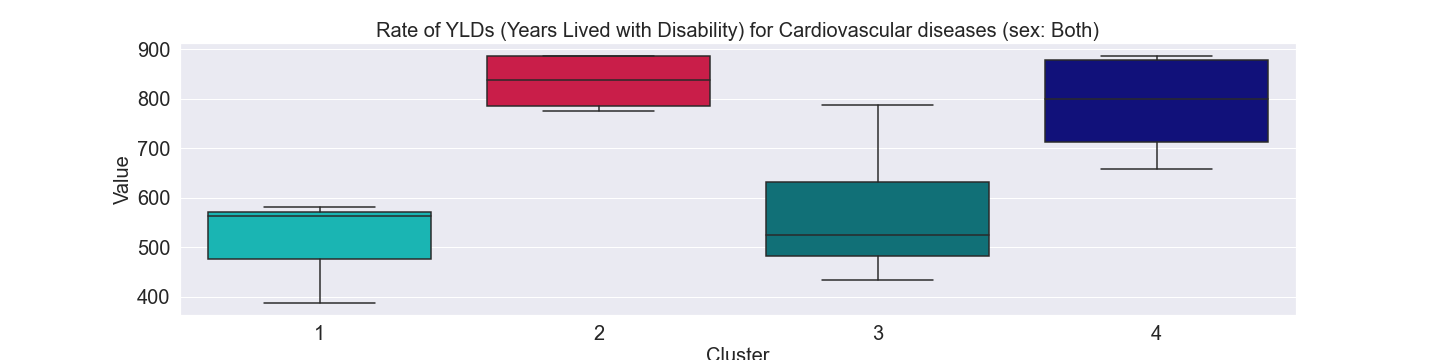 Rate of YLDs (Years Lived with Disability) for Cardiovascular diseases (sex: Both)
900
800
700
600
500
400
Value
1 2 3 4
Cluster